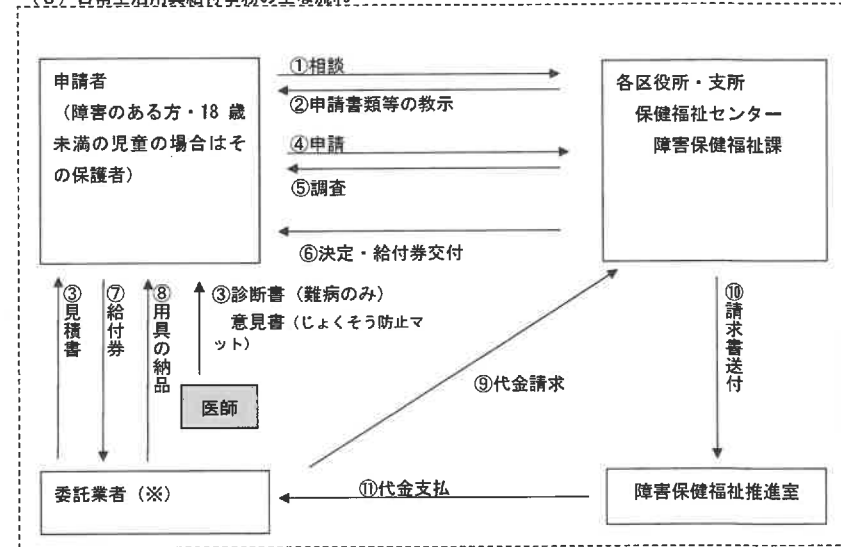 申請者
（障害のある方・18 歳
未満の児童の場合はそ
の保護者）
①相談
②申請書類等の教示
④申請
⑤調査
⑥決定・給付券交付
各区役所・支所
保健福祉センター
障害保健福祉課
③見積書
⑦給付券
⑧用具の納品
③診断書（難病のみ）
意見書（じょくそう防止マ
ット）
医師
⑨代金請求
⑩請求書送付
委託業者（※）
⑪代金支払
障害保健福祉推進室